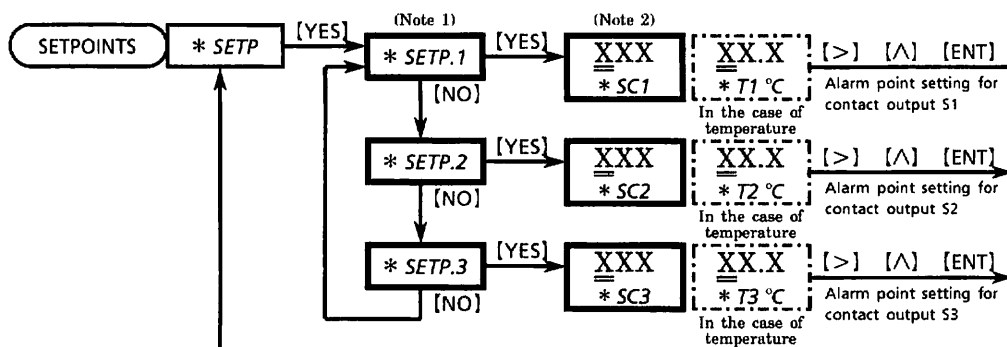 (Note 1) (Note 2)
SETPOINTS * SETP [YES] * SETP.1 [YES] XXX XX.X [>] [∧] [ENT]
* SC1 * T1 °C Alarm point setting for
[NO] In the case of contact output S1
temperature
* SETP.2 [YES] XXX XX.X [>] [∧] [ENT]
* SC2 * T2 °C Alarm point setting for
[NO] In the case of contact output S2
temperature
* SETP.3 [YES] XXX XX.X [>] [∧] [ENT]
* SC3 * T3 °C Alarm point setting for
[NO] In the case of contact output S3
temperature